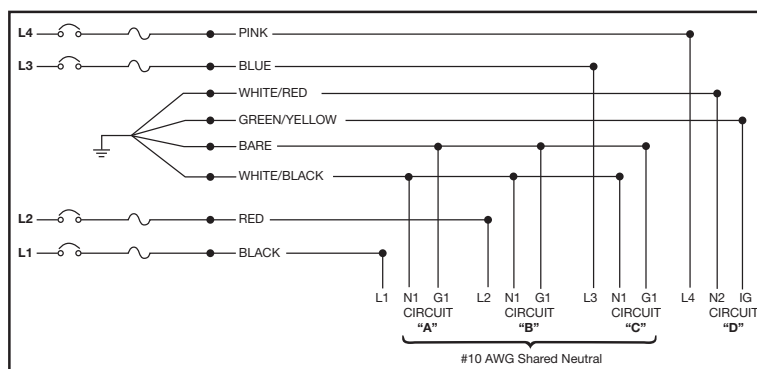 L4 PINK
L3 BLUE
WHITE/RED
GREEN/YELLOW
BARE
WHITE/BLACK
L2 RED
L1 BLACK
L1 N1 G1 L2 N1 G1 L3 N1 G1 L4 N2 IG
CIRCUIT CIRCUIT CIRCUIT CIRCUIT
“A” “B” “C” “D”
#10 AWG Shared Neutral